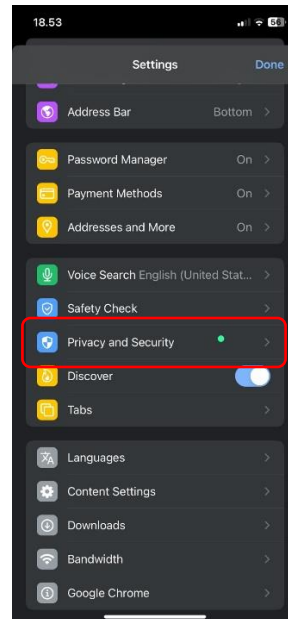 18.53
56
Settings
Done
Address Bar Bottom
Password Manager On
Payment Methods On
Addresses and More On
Voice Search English (United Stat...
Safety Check
Privacy and Security
Discover
Tabs
Languages
Content Settings
Downloads
Bandwidth
Google Chrome